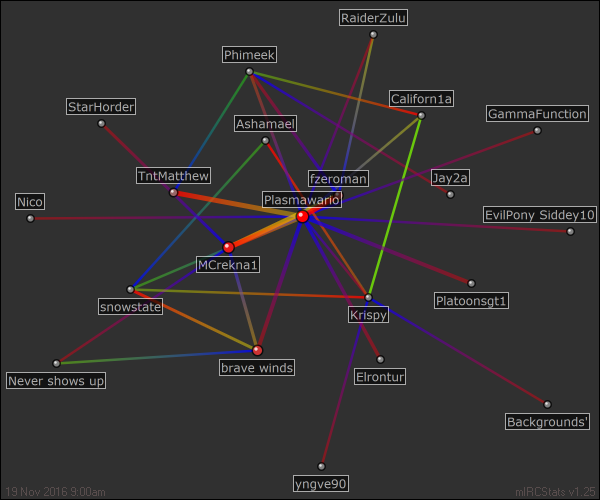 RaiderZulu
Phimeek
Californ1a
StarHorder
GammaFunction
Ashamael
TntMatthew
fzeroman
Jay2a
Plasmawario
Nico
EvilPony Siddey10
MCrekna1
snowstate
Platoonsgt1
Krispy
brave winds
Never shows up
Elrontur
Backgrounds'
yngve90
19 Nov 2016 9:00am
mIRCStats v1.25